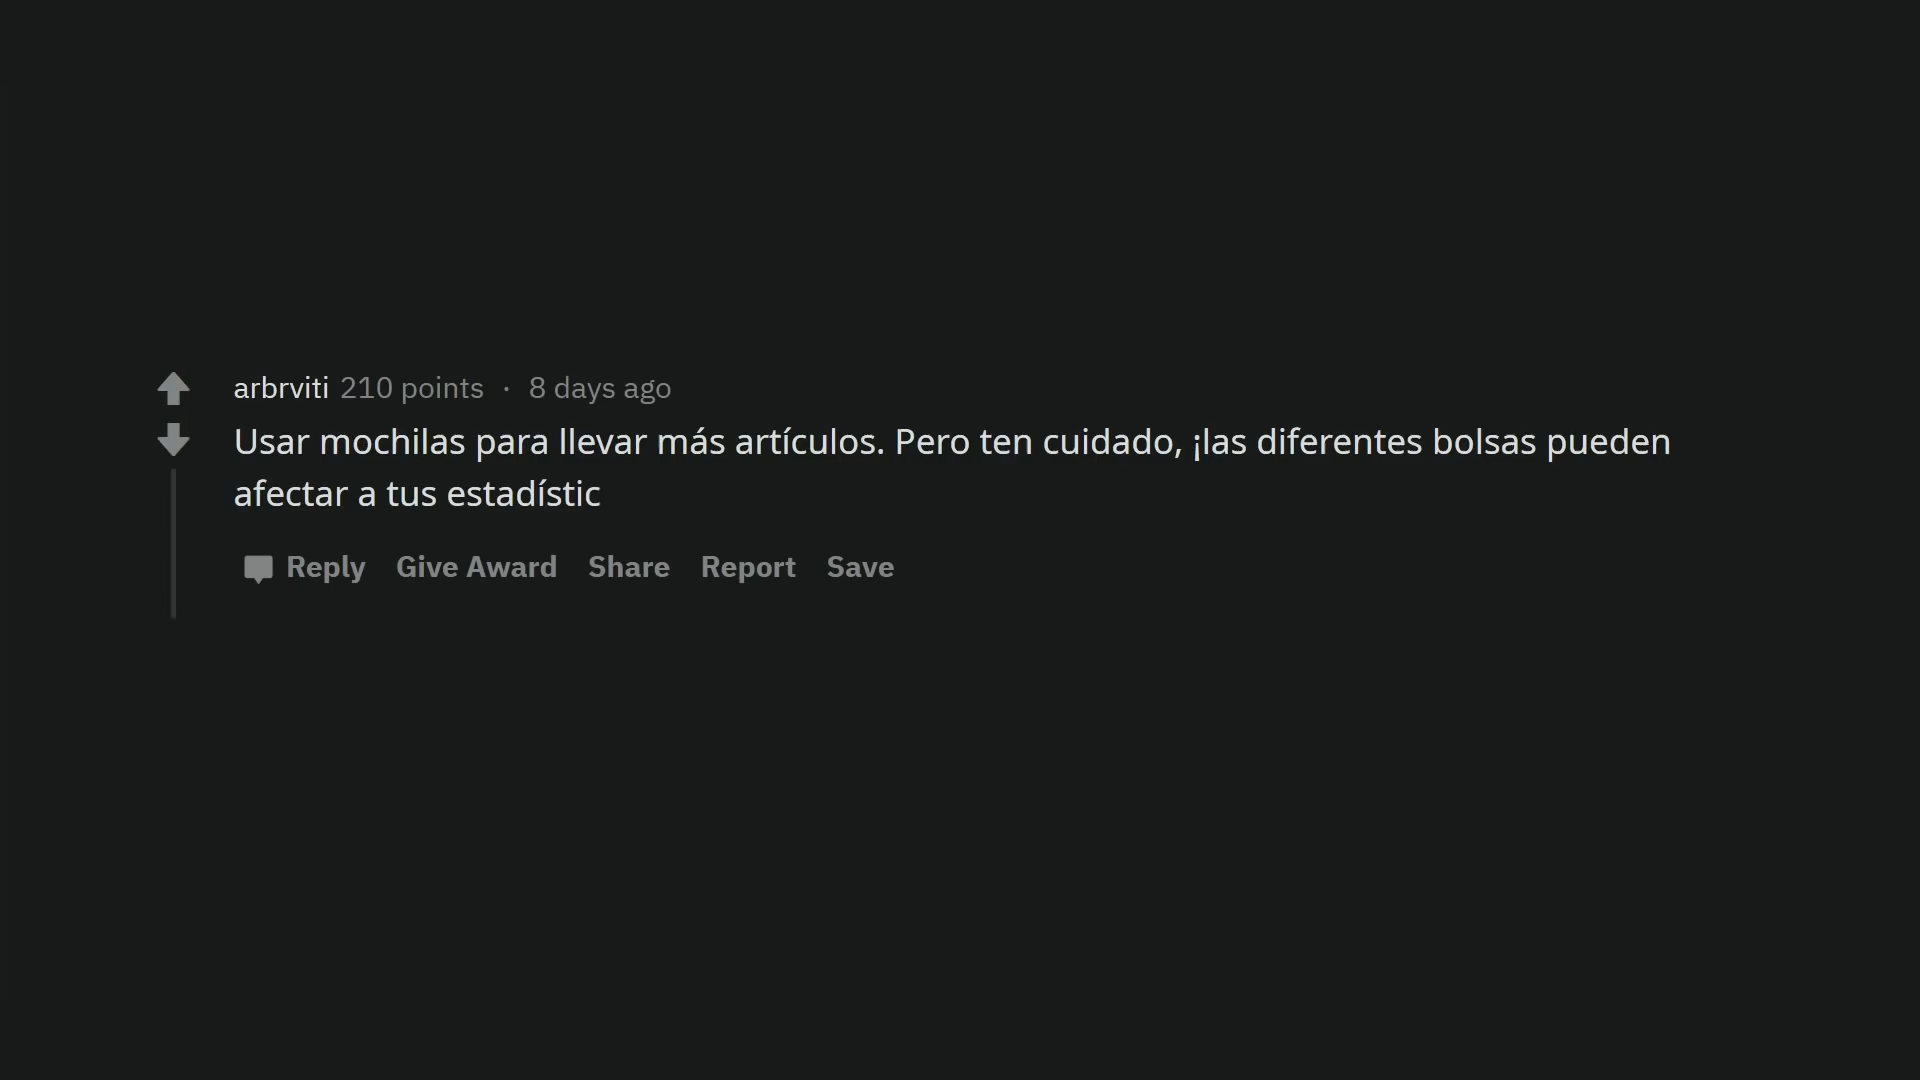 arbrviti 210 points · 8 days ago
Usar mochilas para llevar más artículos. Pero ten cuidado, ¡las diferentes bolsas pueden
afectar a tus estadístic
Reply Give Award Share Report Save